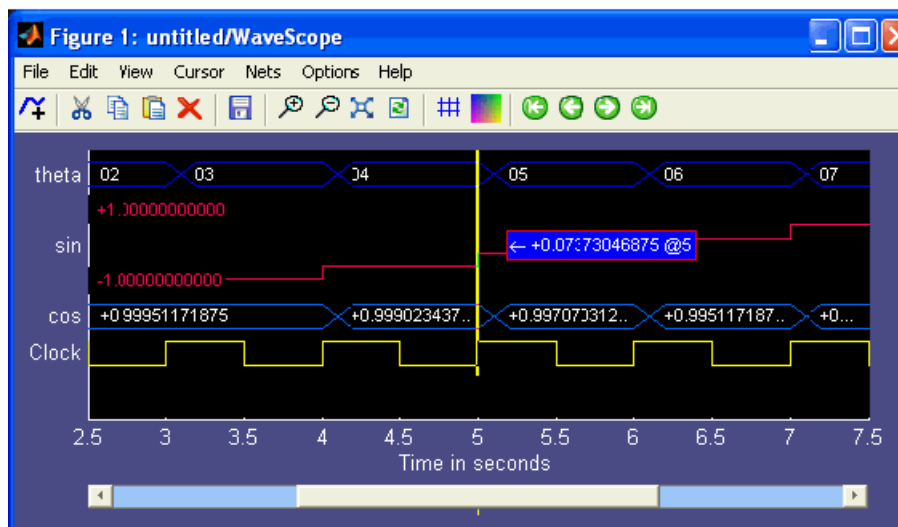 Figure 1: untitled/WaveScope
File Edit View Cursor Nets Options Help
theta 02 03 04 05 06 07
+1.00000000000
sin ← +0.07373046875 @5
-1.00000000000
cos +0.99951171875 +0.999023437.. +0.997070312.. +0.995117187.. +0...
Clock
2.5 3 3.5 4 4.5 5 5.5 6 6.5 7 7.5
Time in seconds